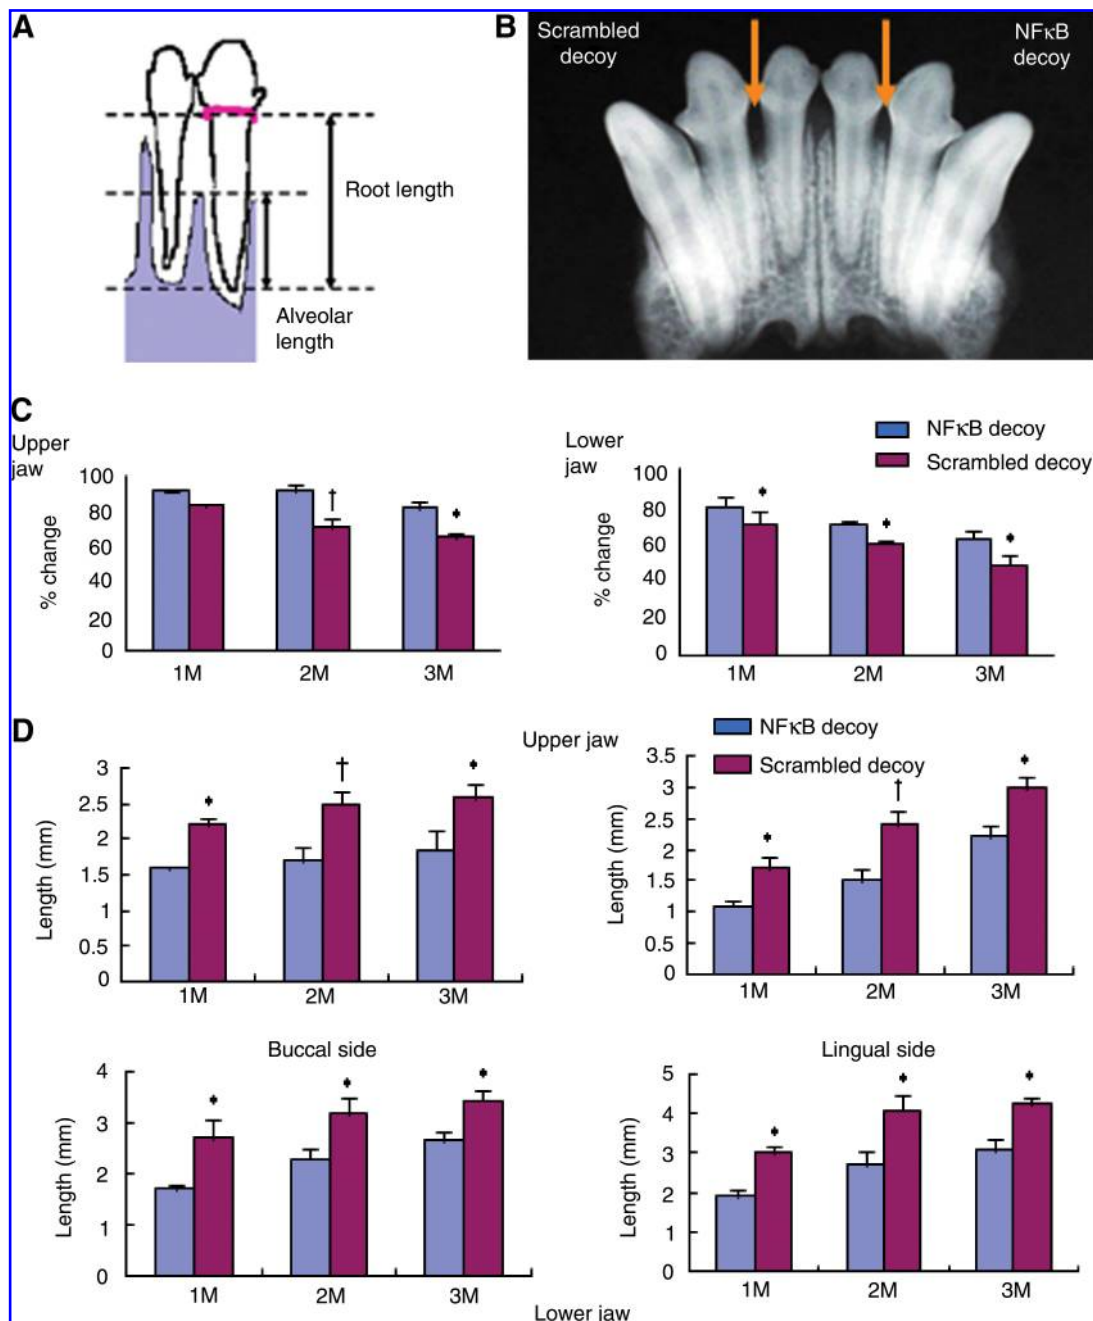 A
Root length
Alveolar
length
B
Scrambled
decoy
NFκB
decoy
C
Upper
jaw
% change
100
80
60
40
20
0
†
*
1M
2M
3M
Lower
jaw
% change
100
80
60
40
20
0
*
*
*
1M
2M
3M
NFκB decoy
Scrambled decoy
D
Upper jaw
NFκB decoy
Scrambled decoy
Length (mm)
3
2.5
2
1.5
1
0.5
0
*
†
*
1M
2M
3M
Length (mm)
3.5
3
2.5
2
1.5
1
0.5
0
*
†
*
1M
2M
3M
Buccal side
Lingual side
Length (mm)
4
3
2
1
0
*
*
*
1M
2M
3M
Length (mm)
5
4
3
2
1
0
*
*
*
1M
2M
3M
Lower jaw